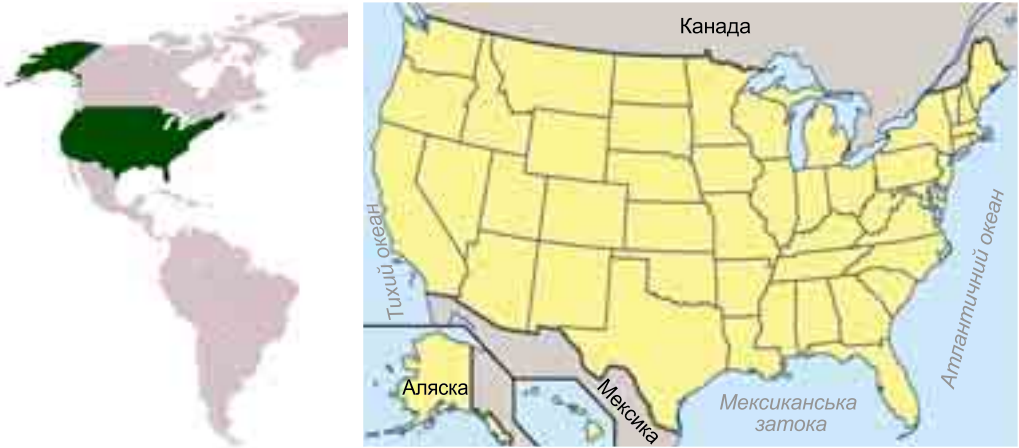 Канада
Тихий океан
Атлантичний океан
Аляска
Мексика
Мексиканська
затока